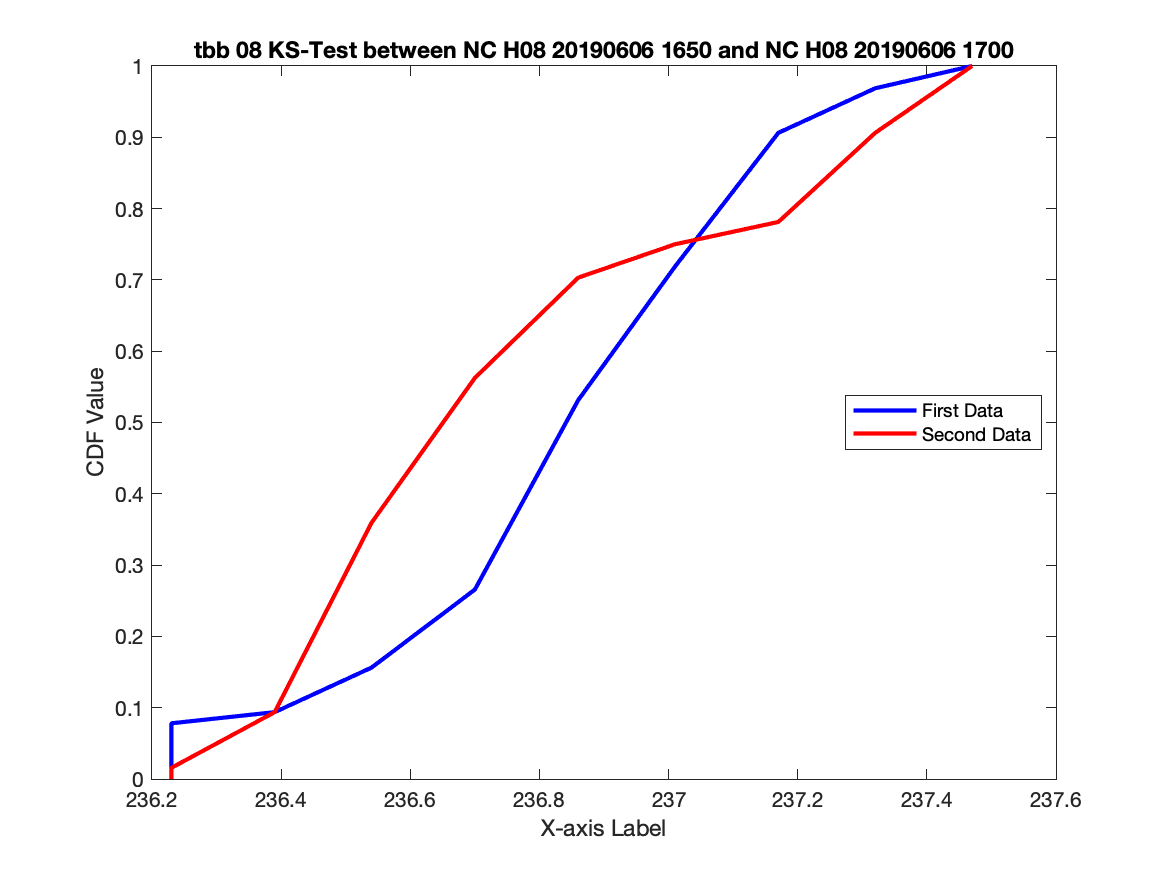 tbb 08 KS-Test between NC H08 20190606 1650 and NC H08 20190606 1700
1
0.9
0.8
0.7
0.6
0.5
0.4
0.3
0.2
0.1
0
CDF Value
First Data
Second Data
236.2 236.4 236.6 236.8 237 237.2 237.4 237.6
X-axis Label